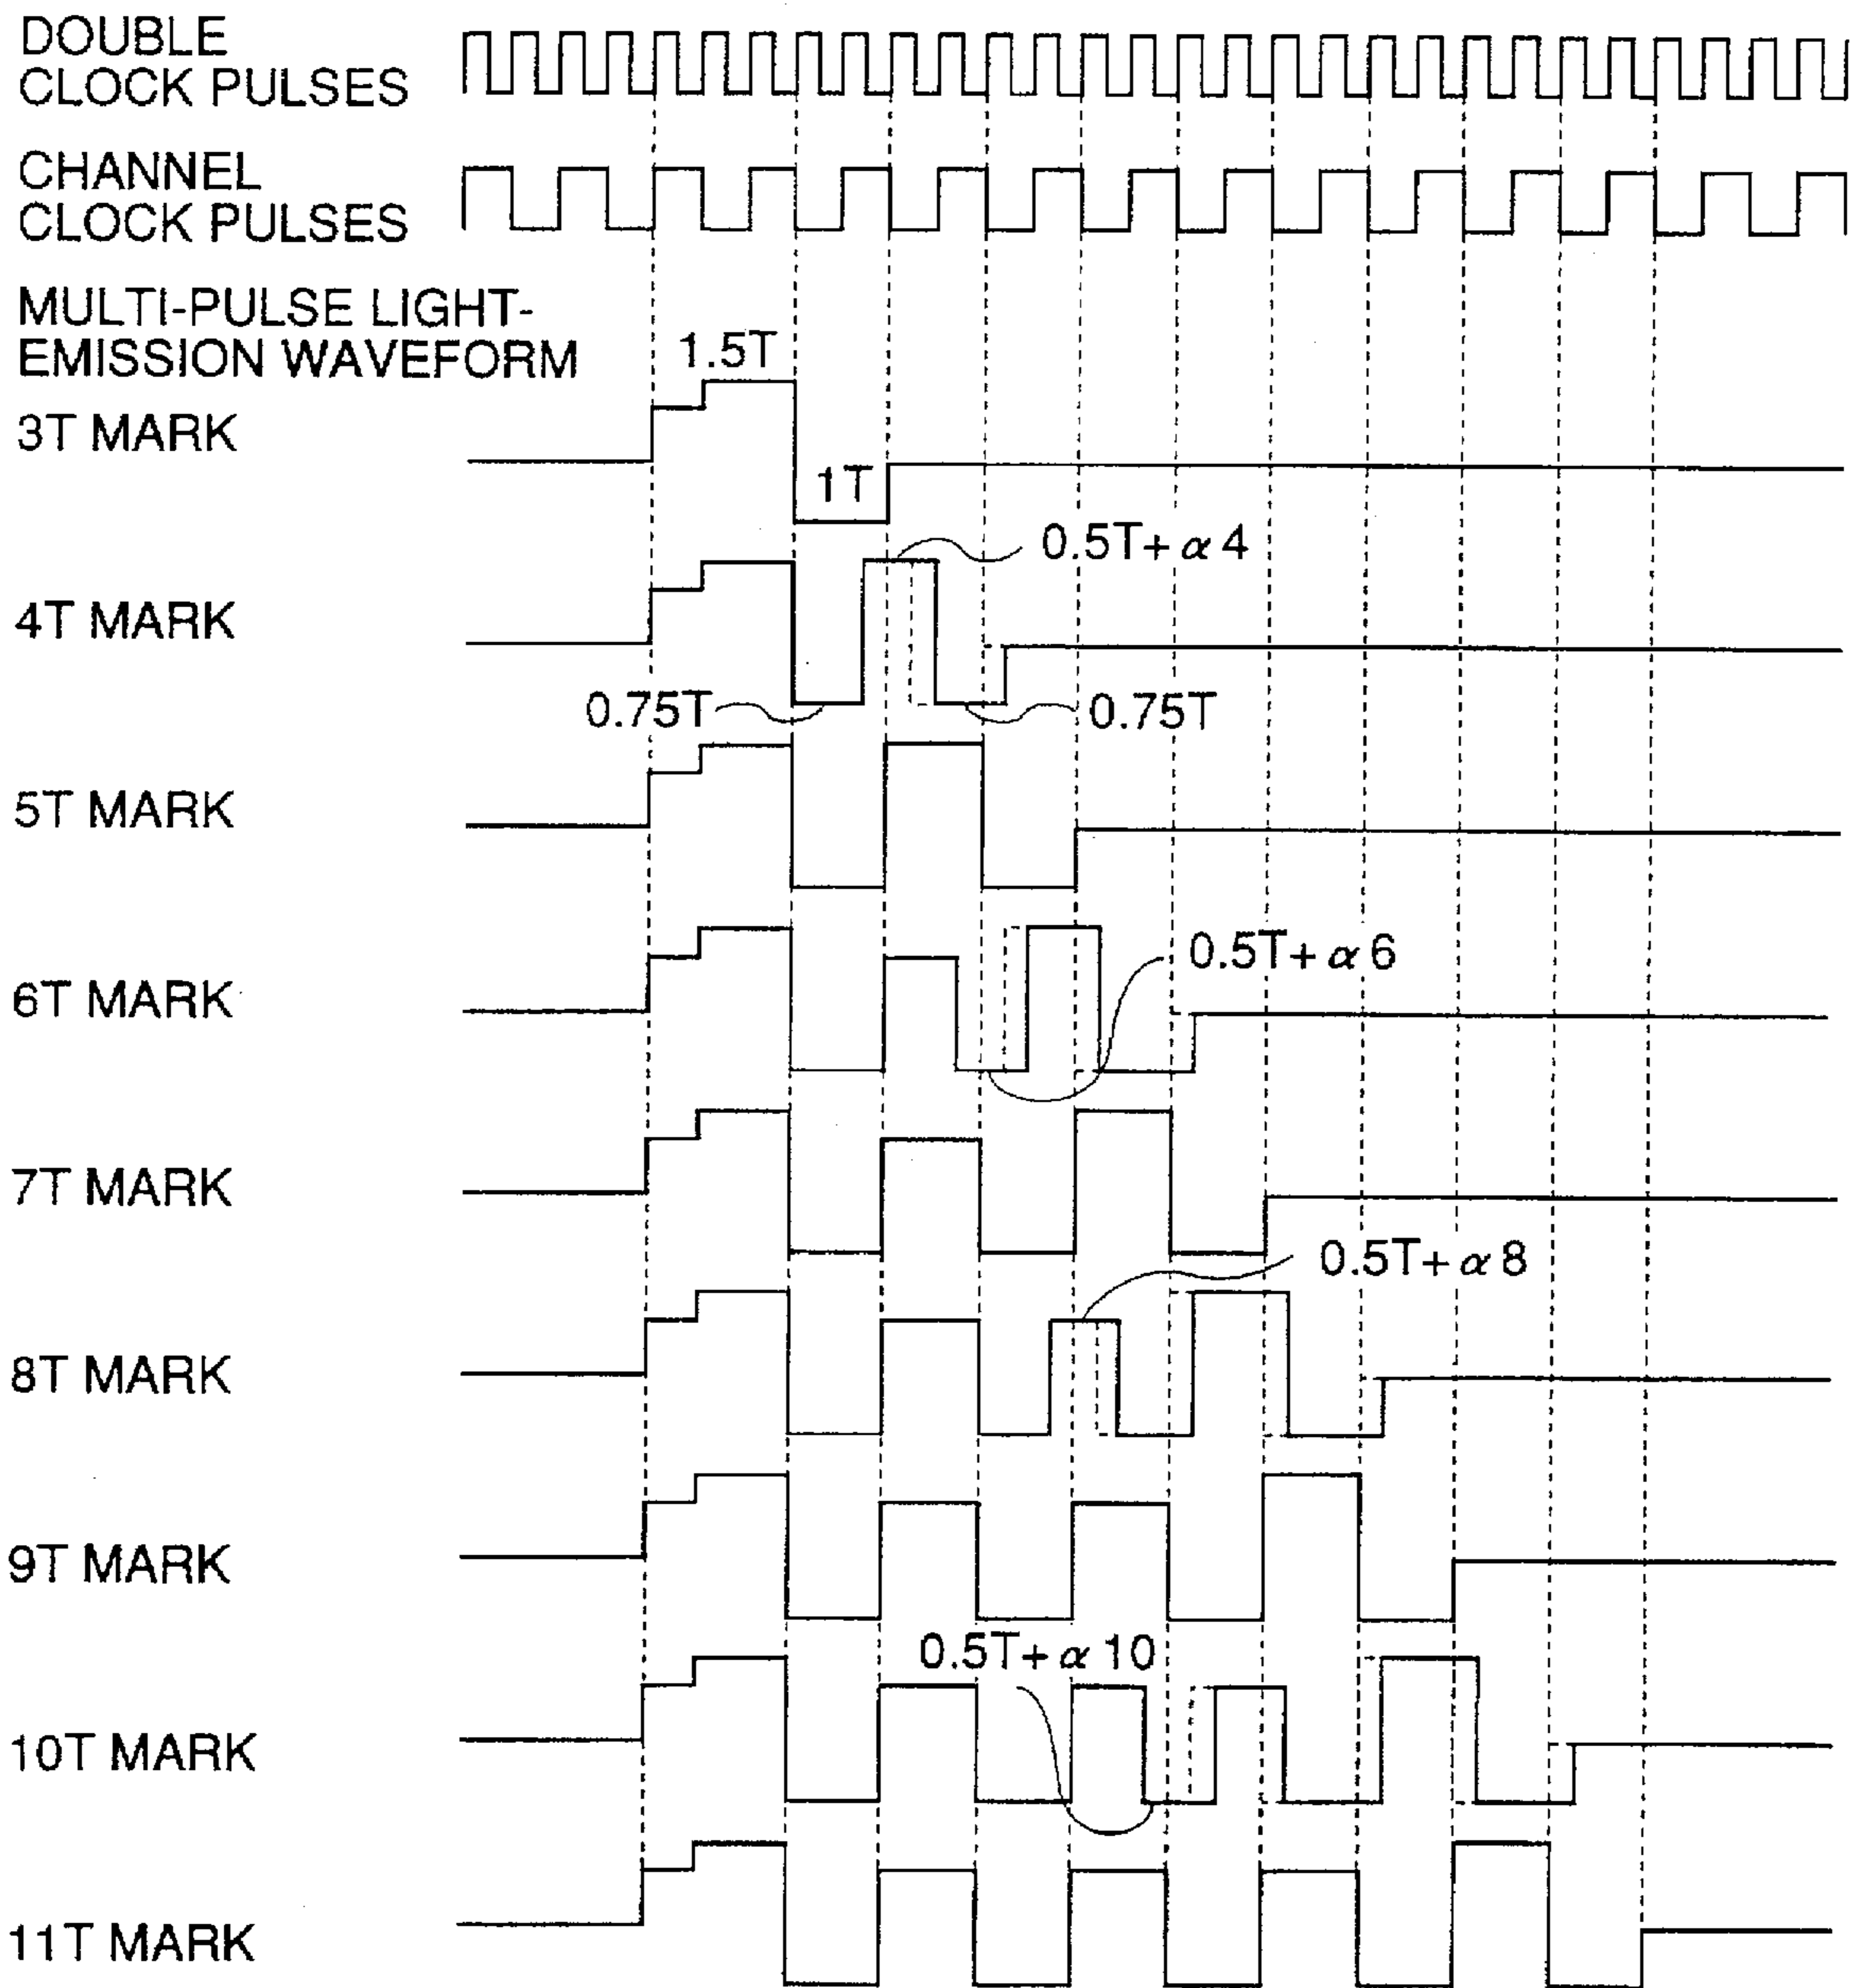 DOUBLE
CLOCK PULSES
CHANNEL
CLOCK PULSES
MULTI-PULSE LIGHT-
EMISSION WAVEFORM
1.5T
3T MARK
1T
0.5T+α4
4T MARK
0.75T
0.75T
5T MARK
0.5T+α6
6T MARK
7T MARK
0.5T+α8
8T MARK
9T MARK
0.5T+α10
10T MARK
11T MARK